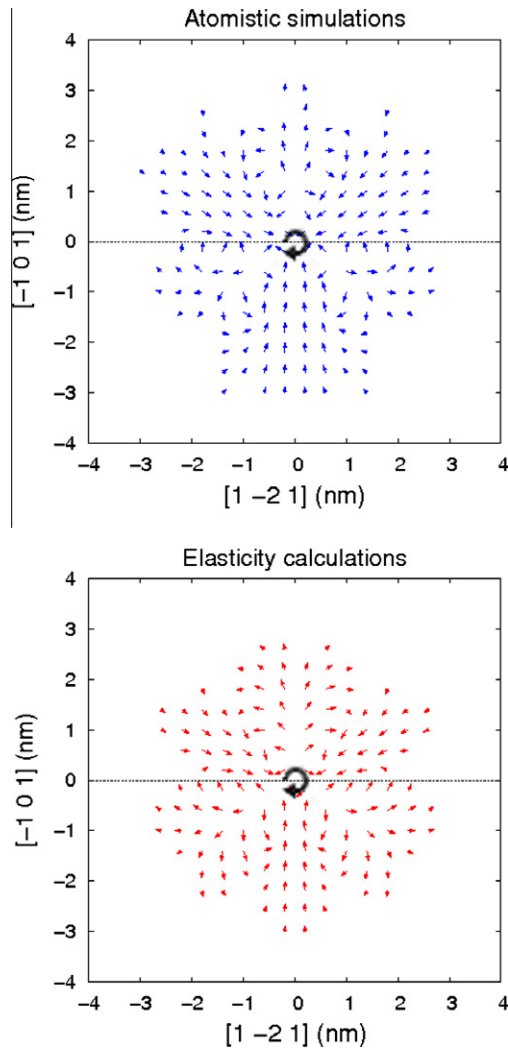 Atomistic simulations
4
3
2
1
0
−1
−2
−3
−4
[−1 0 1] (nm)
−4 −3 −2 −1 0 1 2 3 4
[1 −2 1] (nm)
Elasticity calculations
4
3
2
1
0
−1
−2
−3
−4
[−1 0 1] (nm)
−4 −3 −2 −1 0 1 2 3 4
[1 −2 1] (nm)